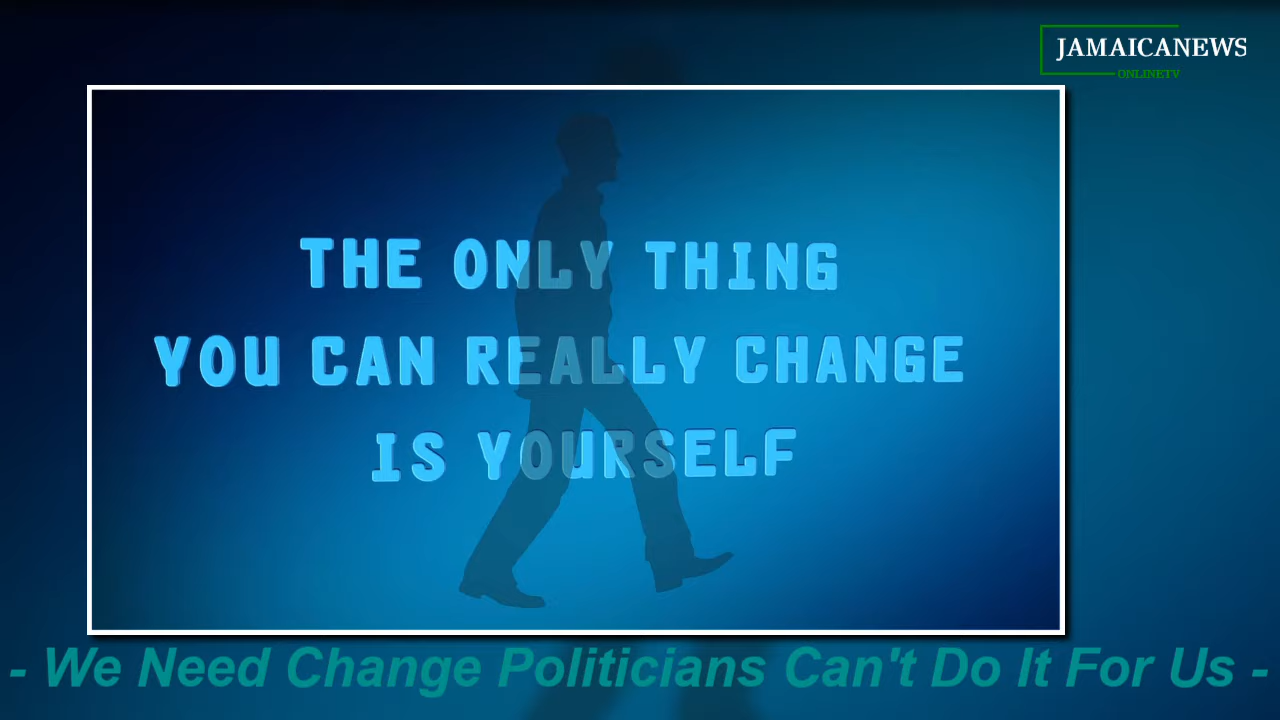 JAMAICANEWS
ONLINETV
THE ONLY THING
YOU CAN REALLY CHANGE
IS YOURSELF
- We Need Change Politicians Can't Do It For Us -